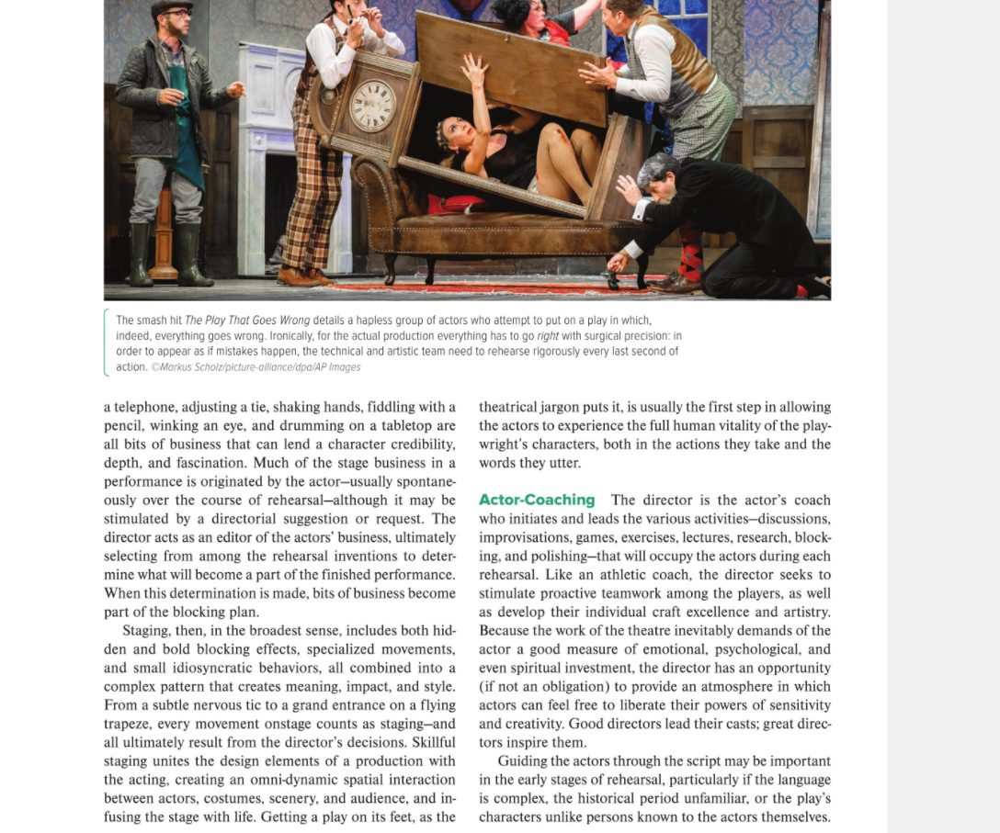 The smash hit The Play That Goes Wrong details a hapless group of actors who attempt to put on a play in which,
indeed, everything goes wrong. Ironically, for the actual production everything has to go right with surgical precision: in
order to appear as if mistakes happen, the technical and artistic team need to rehearse rigorously every last second of
action. ©Markus Scholz/picture-alliance/dpa/AP Images
a telephone, adjusting a tie, shaking hands, fiddling with a
pencil, winking an eye, and drumming on a tabletop are
all bits of business that can lend a character credibility,
depth, and fascination. Much of the stage business in a
performance is originated by the actor—usually spontane-
ously over the course of rehearsal—although it may be
stimulated by a directorial suggestion or request. The
director acts as an editor of the actors' business, ultimately
selecting from among the rehearsal inventions to deter-
mine what will become a part of the finished performance.
When this determination is made, bits of business become
part of the blocking plan.
Staging, then, in the broadest sense, includes both hid-
den and bold blocking effects, specialized movements,
and small idiosyncratic behaviors, all combined into a
complex pattern that creates meaning, impact, and style.
From a subtle nervous tic to a grand entrance on a flying
trapeze, every movement onstage counts as staging—and
all ultimately result from the director's decisions. Skillful
staging unites the design elements of a production with
the acting, creating an omni-dynamic spatial interaction
between actors, costumes, scenery, and audience, and in-
fusing the stage with life. Getting a play on its feet, as the
theatrical jargon puts it, is usually the first step in allowing
the actors to experience the full human vitality of the play-
wright's characters, both in the actions they take and the
words they utter.
Actor-Coaching The director is the actor's coach
who initiates and leads the various activities—discussions,
improvisations, games, exercises, lectures, research, block-
ing, and polishing—that will occupy the actors during each
rehearsal. Like an athletic coach, the director seeks to
stimulate proactive teamwork among the players, as well
as develop their individual craft excellence and artistry.
Because the work of the theatre inevitably demands of the
actor a good measure of emotional, psychological, and
even spiritual investment, the director has an opportunity
(if not an obligation) to provide an atmosphere in which
actors can feel free to liberate their powers of sensitivity
and creativity. Good directors lead their casts; great direc-
tors inspire them.
Guiding the actors through the script may be important
in the early stages of rehearsal, particularly if the language
is complex, the historical period unfamiliar, or the play's
characters unlike persons known to the actors themselves.